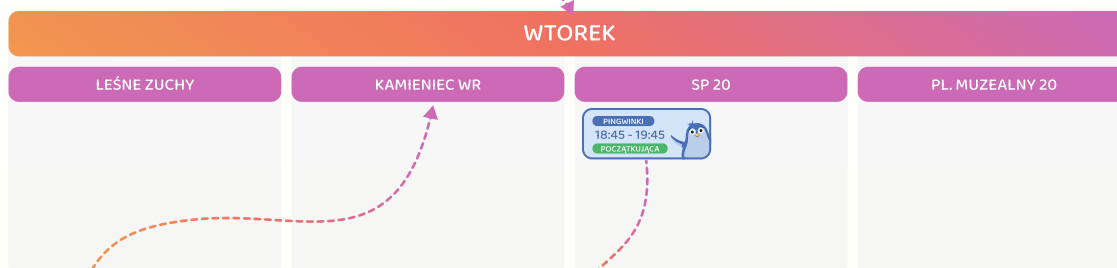 WTOREK
LEŚNE ZUCHY
KAMIENIEC WR
SP 20
PL. MUZEALNY 20
PINGWINKI
18:45 - 19:45
POCZĄTKUJĄCA